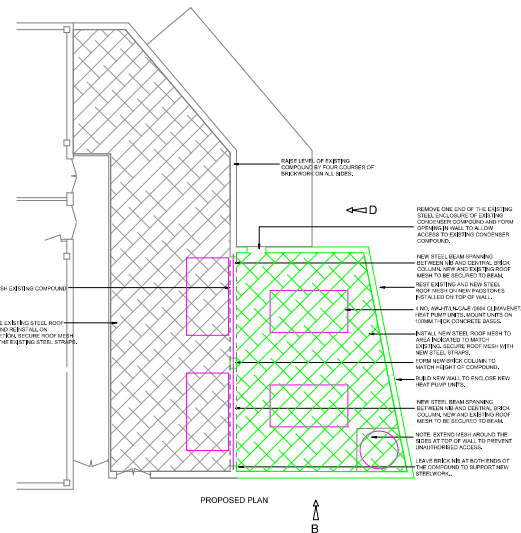 RAISE LEVEL OF EXISTING
COMPOUND BY FOUR COURSES OF
BRICKWORK ON ALL SIDES.
D
REMOVE ONE END OF THE EXISTING
STEEL ENCLOSURE OF EXISTING
CONDENSER COMPOUND AND FORM
OPENING IN WALL TO ALLOW
ACCESS TO EXISTING CONDENSER
COMPOUND.
NEW STEEL BEAM SPANNING
BETWEEN NIB AND CENTRAL BRICK
COLUMN, NEW AND EXISTING ROOF
MESH TO BE SECURED TO BEAM.
REST EXISTING AND NEW STEEL
ROOF MESH ON NEW PADSTONES
INSTALLED ON TOP OF WALL.
4 NO. CLIMAVENETA
HEAT PUMP UNITS, MOUNT UNITS ON
100MM THICK CONCRETE BASES.
INSTALL NEW STEEL ROOF MESH TO
AREA INDICATED TO MATCH
EXISTING. SECURE ROOF MESH WITH
NEW STEEL STRAPS.
FORM NEW BRICK COLUMN TO
MATCH HEIGHT OF COMPOUND.
BUILD NEW WALL TO ENCLOSE NEW
HEAT PUMP UNITS.
NEW STEEL BEAM SPANNING
BETWEEN NIB AND CENTRAL BRICK
COLUMN, NEW AND EXISTING ROOF
MESH TO BE SECURED TO BEAM.
NOTE: EXTEND MESH AROUND THE
SIDES AT TOP OF WALL TO PREVENT
UNAUTHORISED ACCESS.
LEAVE BRICK NIB AT BOTH ENDS OF
THE COMPOUND TO SUPPORT NEW
STEELWORK..
SH EXISTING COMPOUND
E EXISTING STEEL ROOF
ND REINSTALL ON
ETION, SECURE ROOF MESH
THE EXISTING STEEL STRAPS.
PROPOSED PLAN
B